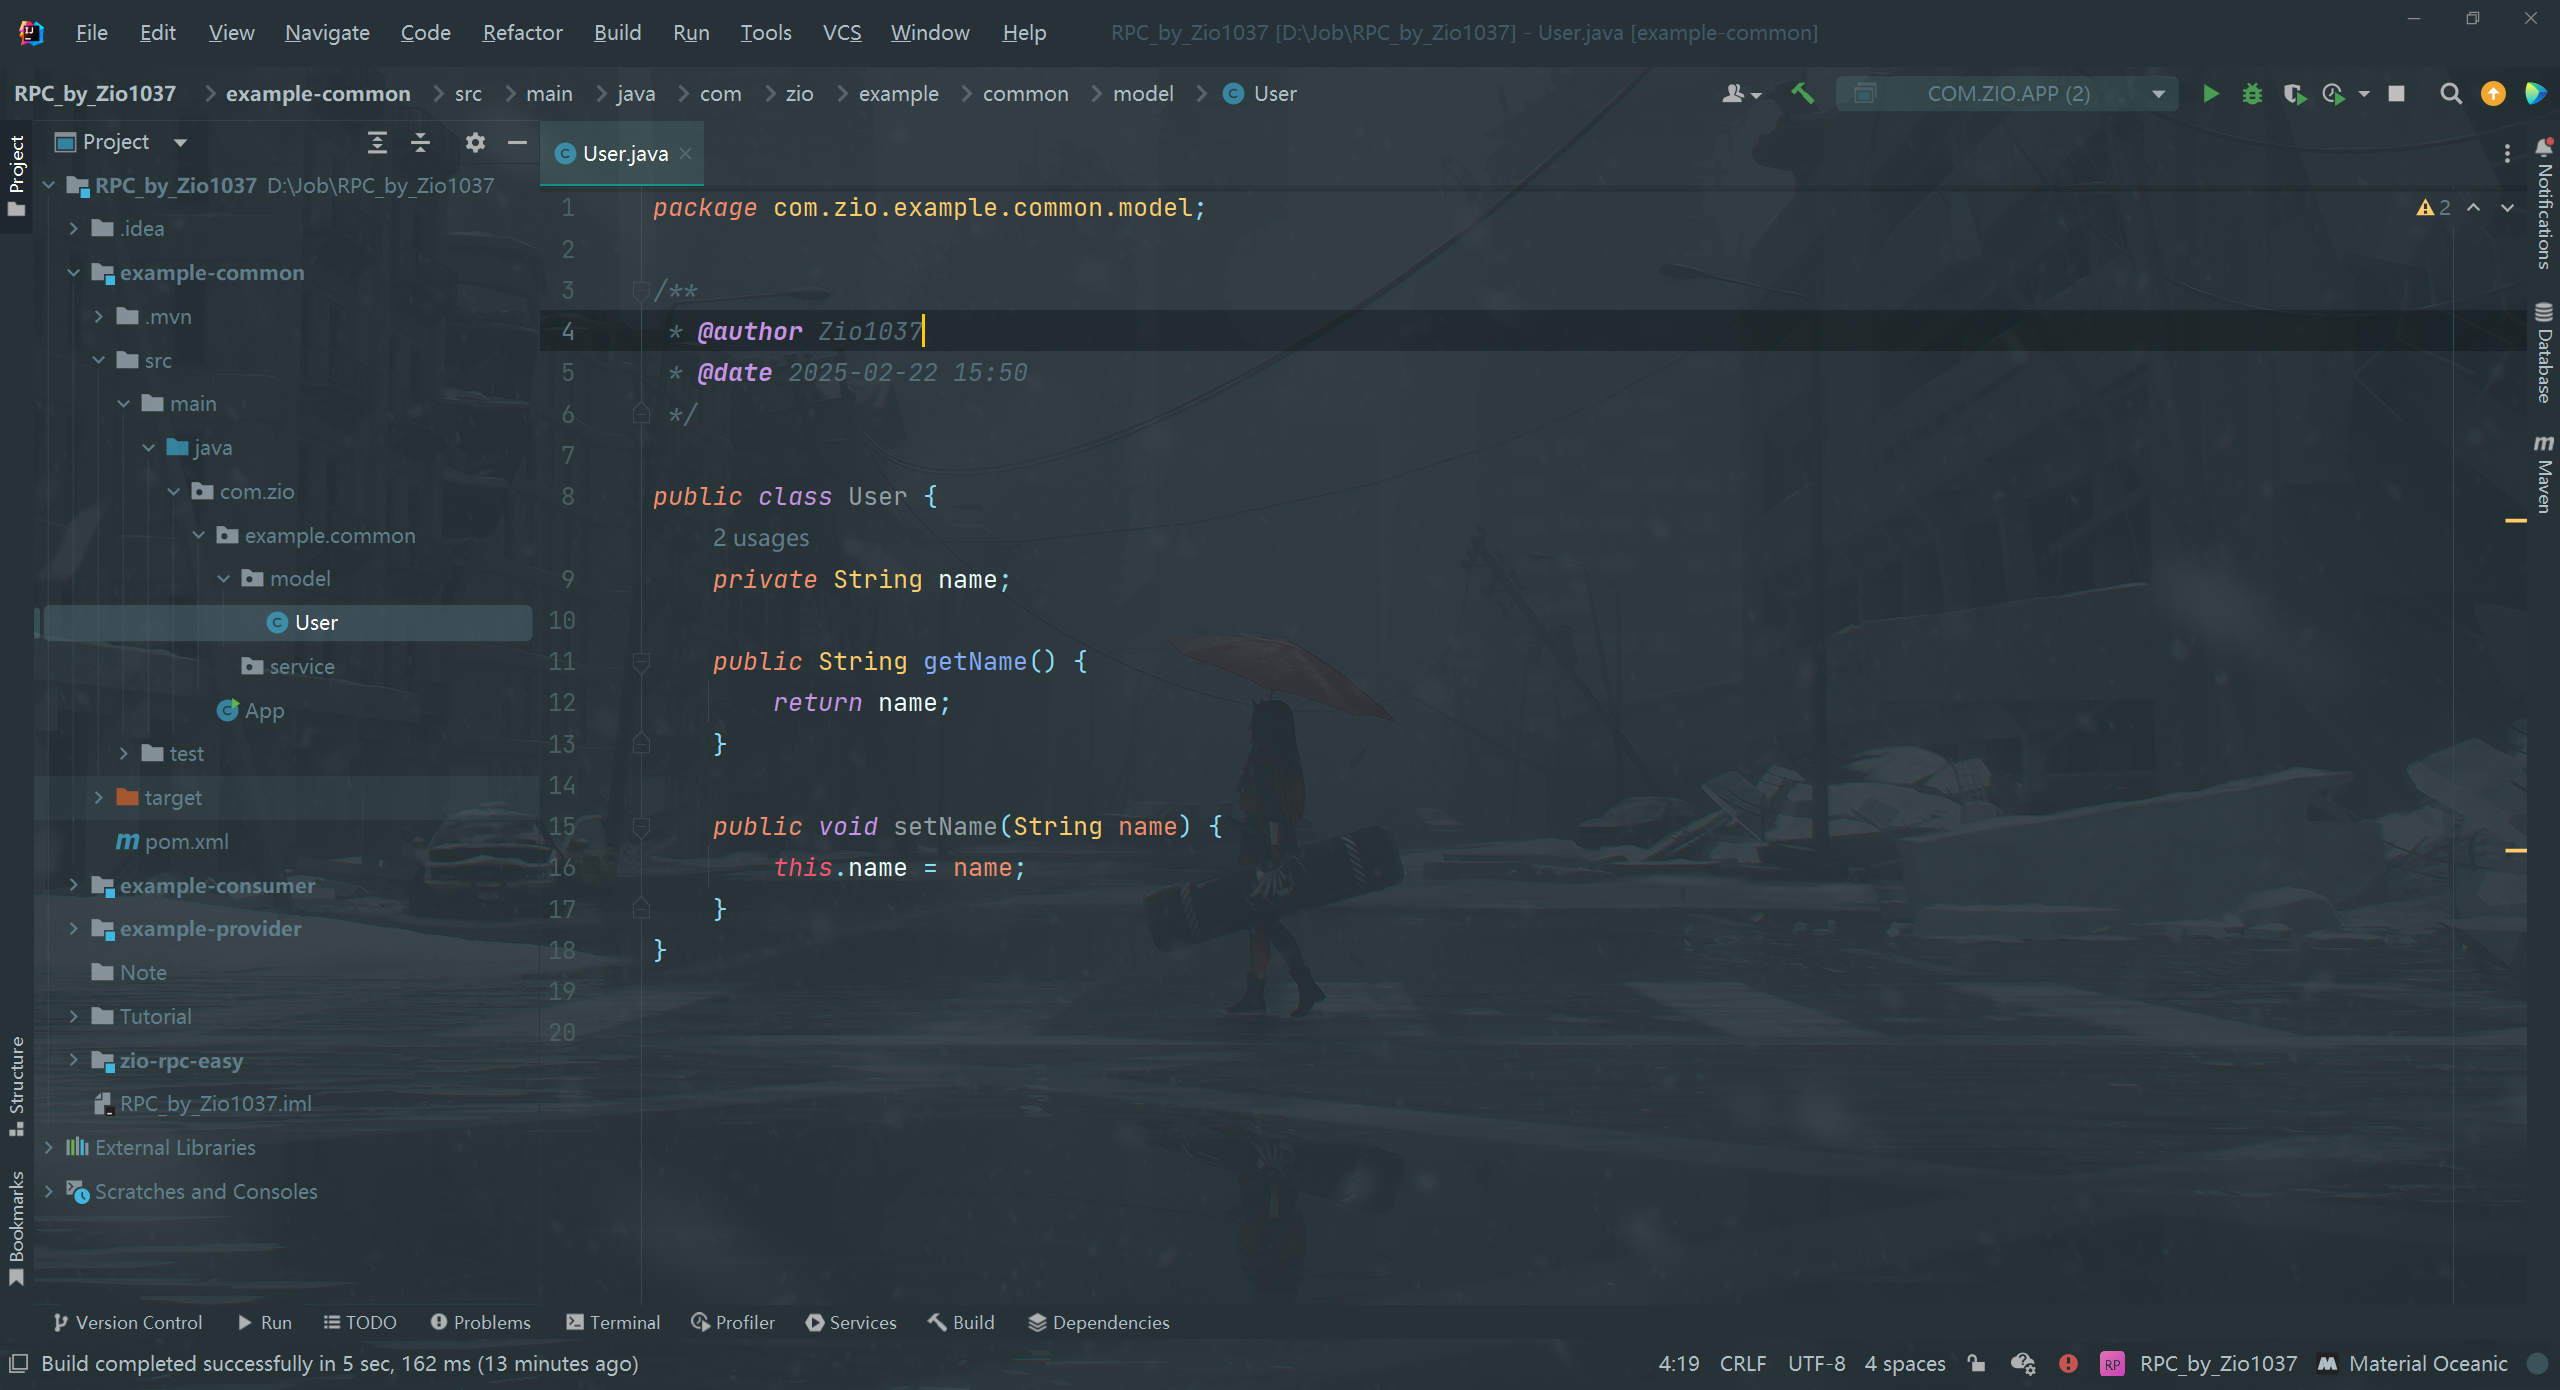 File Edit View Navigate Code Refactor Build Run Tools VCS Window Help RPC_by_Zio1037 [D:\Job\RPC_by_Zio1037] - User.java [example-common]
RPC_by_Zio1037 example-common src main java com zio example common model User COM.ZIO.APP (2)
Project
Project
RPC_by_Zio1037 D:\Job\RPC_by_Zio1037
.idea
example-common
.mvn
src
main
java
com.zio
example.common
model
User
service
App
test
target
pom.xml
example-consumer
example-provider
Note
Tutorial
zio-rpc-easy
RPC_by_Zio1037.iml
External Libraries
Scratches and Consoles
Structure
Bookmarks
User.java
1 package com.zio.example.common.model;
2
3 /**
4 * @author Zio1037
5 * @date 2025-02-22 15:50
6 */
7
8 public class User {
2 usages
9 private String name;
10
11 public String getName() {
12 return name;
13 }
14
15 public void setName(String name) {
16 this.name = name;
17 }
18 }
19
20
2
Notifications
Database
Maven
Version Control Run TODO Problems Terminal Profiler Services Build Dependencies
Build completed successfully in 5 sec, 162 ms (13 minutes ago) 4:19 CRLF UTF-8 4 spaces RP RPC_by_Zio1037 Material Oceanic